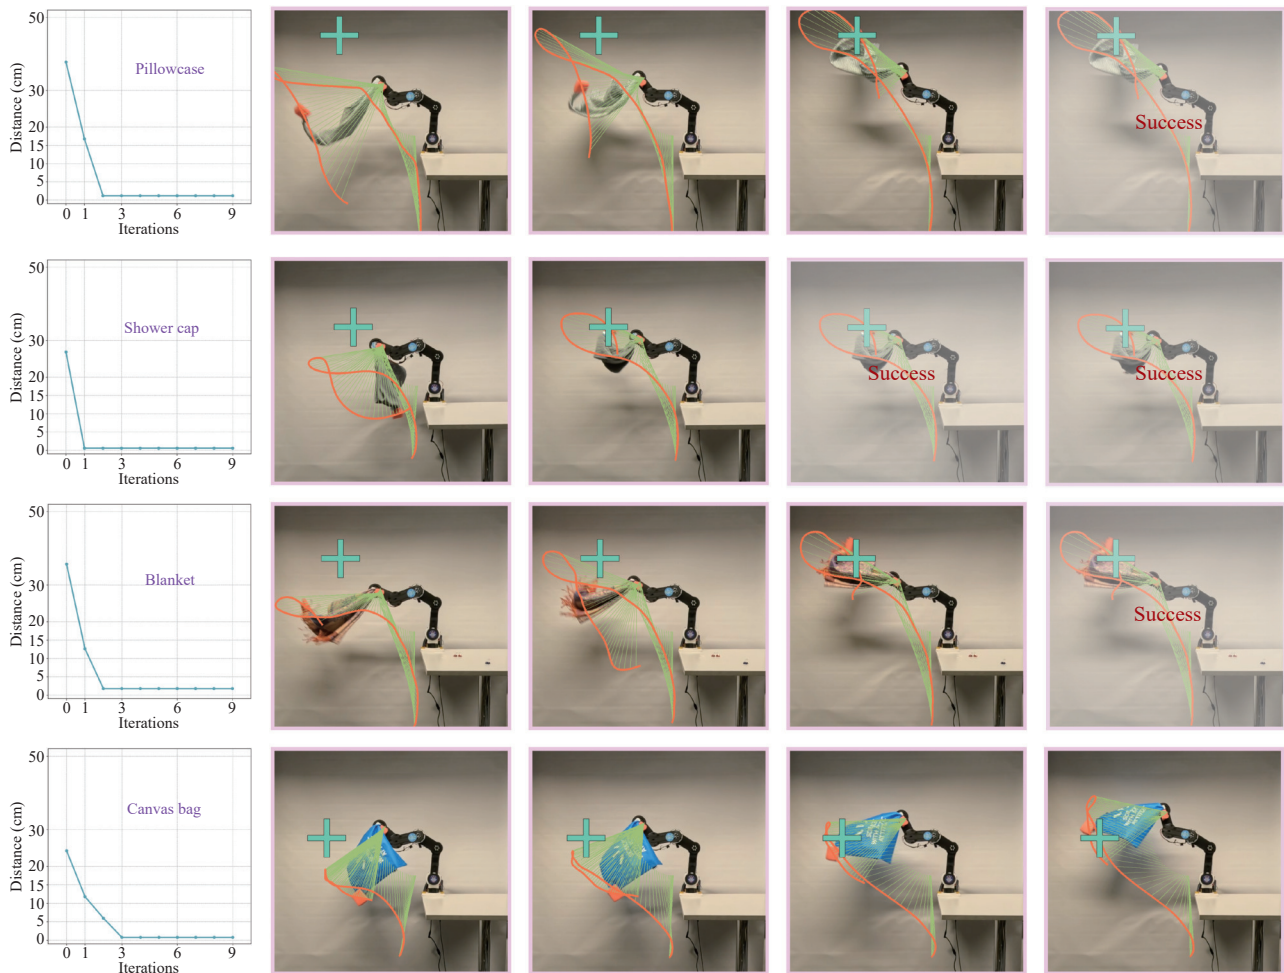 50
30
20
15
10
5
0
Distance (cm)
Pillowcase
0 1 3 6 9
Iterations
Success
50
30
20
15
10
5
0
Distance (cm)
Shower cap
0 1 3 6 9
Iterations
Success
Success
50
30
20
15
10
5
0
Distance (cm)
Blanket
0 1 3 6 9
Iterations
Success
50
30
20
15
10
5
0
Distance (cm)
Canvas bag
0 1 3 6 9
Iterations